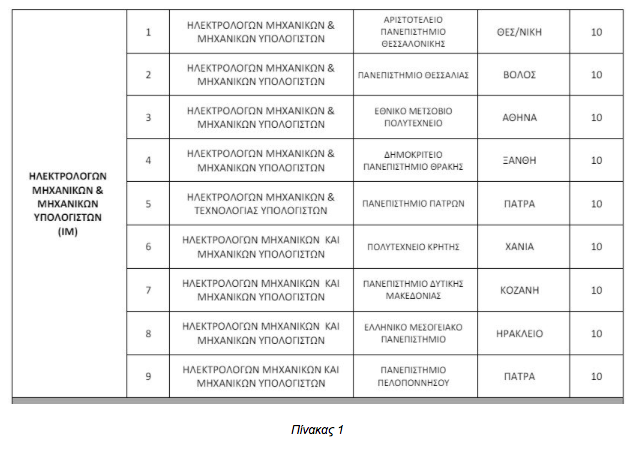 ΗΛΕΚΤΡΟΛΟΓΩΝ
ΜΗΧΑΝΙΚΩΝ &
ΜΗΧΑΝΙΚΩΝ
ΥΠΟΛΟΓΙΣΤΩΝ
(ΙΜ)
1
ΗΛΕΚΤΡΟΛΟΓΩΝ ΜΗΧΑΝΙΚΩΝ &
ΜΗΧΑΝΙΚΩΝ ΥΠΟΛΟΓΙΣΤΩΝ
ΑΡΙΣΤΟΤΕΛΕΙΟ
ΠΑΝΕΠΙΣΤΗΜΙΟ
ΘΕΣΣΑΛΟΝΙΚΗΣ
ΘΕΣ/ΝΙΚΗ
10
2
ΗΛΕΚΤΡΟΛΟΓΩΝ ΜΗΧΑΝΙΚΩΝ &
ΜΗΧΑΝΙΚΩΝ ΥΠΟΛΟΓΙΣΤΩΝ
ΠΑΝΕΠΙΣΤΗΜΙΟ ΘΕΣΣΑΛΙΑΣ
ΒΟΛΟΣ
10
3
ΗΛΕΚΤΡΟΛΟΓΩΝ ΜΗΧΑΝΙΚΩΝ &
ΜΗΧΑΝΙΚΩΝ ΥΠΟΛΟΓΙΣΤΩΝ
ΕΘΝΙΚΟ ΜΕΤΣΟΒΙΟ
ΠΟΛΥΤΕΧΝΕΙΟ
ΑΘΗΝΑ
10
4
ΗΛΕΚΤΡΟΛΟΓΩΝ ΜΗΧΑΝΙΚΩΝ &
ΜΗΧΑΝΙΚΩΝ ΥΠΟΛΟΓΙΣΤΩΝ
ΔΗΜΟΚΡΙΤΕΙΟ
ΠΑΝΕΠΙΣΤΗΜΙΟ ΘΡΑΚΗΣ
ΞΑΝΘΗ
10
5
ΗΛΕΚΤΡΟΛΟΓΩΝ ΜΗΧΑΝΙΚΩΝ &
ΤΕΧΝΟΛΟΓΙΑΣ ΥΠΟΛΟΓΙΣΤΩΝ
ΠΑΝΕΠΙΣΤΗΜΙΟ ΠΑΤΡΩΝ
ΠΑΤΡΑ
10
6
ΗΛΕΚΤΡΟΛΟΓΩΝ ΜΗΧΑΝΙΚΩΝ ΚΑΙ
ΜΗΧΑΝΙΚΩΝ ΥΠΟΛΟΓΙΣΤΩΝ
ΠΟΛΥΤΕΧΝΕΙΟ ΚΡΗΤΗΣ
ΧΑΝΙΑ
10
7
ΗΛΕΚΤΡΟΛΟΓΩΝ ΜΗΧΑΝΙΚΩΝ ΚΑΙ
ΜΗΧΑΝΙΚΩΝ ΥΠΟΛΟΓΙΣΤΩΝ
ΠΑΝΕΠΙΣΤΗΜΙΟ ΔΥΤΙΚΗΣ
ΜΑΚΕΔΟΝΙΑΣ
ΚΟΖΑΝΗ
10
8
ΗΛΕΚΤΡΟΛΟΓΩΝ ΜΗΧΑΝΙΚΩΝ ΚΑΙ
ΜΗΧΑΝΙΚΩΝ ΥΠΟΛΟΓΙΣΤΩΝ
ΕΛΛΗΝΙΚΟ ΜΕΣΟΓΕΙΑΚΟ
ΠΑΝΕΠΙΣΤΗΜΙΟ
ΗΡΑΚΛΕΙΟ
10
9
ΗΛΕΚΤΡΟΛΟΓΩΝ ΜΗΧΑΝΙΚΩΝ ΚΑΙ
ΜΗΧΑΝΙΚΩΝ ΥΠΟΛΟΓΙΣΤΩΝ
ΠΑΝΕΠΙΣΤΗΜΙΟ
ΠΕΛΟΠΟΝΝΗΣΟΥ
ΠΑΤΡΑ
10
Πίνακας 1